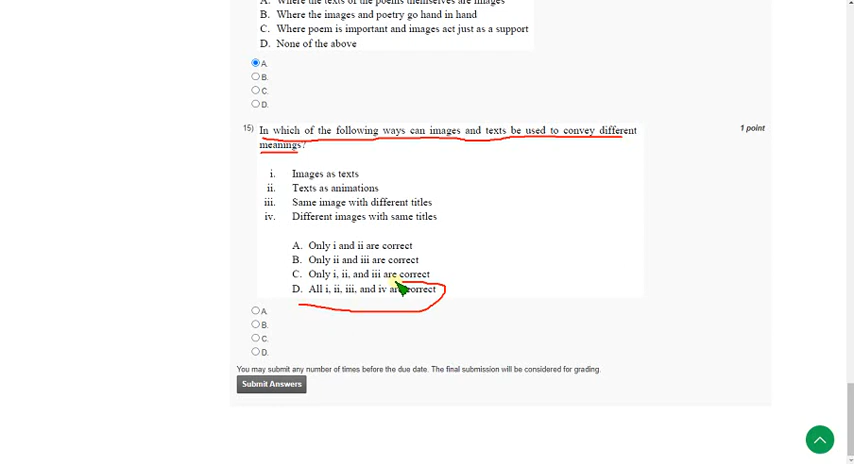 A. Where the texts of the poems themselves are images
B. Where the images and poetry go hand in hand
C. Where poem is important and images act just as a support
D. None of the above
A.
B.
C.
D.
15) In which of the following ways can images and texts be used to convey different 1 point
meanings?
i. Images as texts
ii. Texts as animations
iii. Same image with different titles
iv. Different images with same titles
A. Only i and ii are correct
B. Only ii and iii are correct
C. Only i, ii, and iii are correct
D. All i, ii, iii, and iv are correct
A.
B.
C.
D.
You may submit any number of times before the due date. The final submission will be considered for grading.
Submit Answers